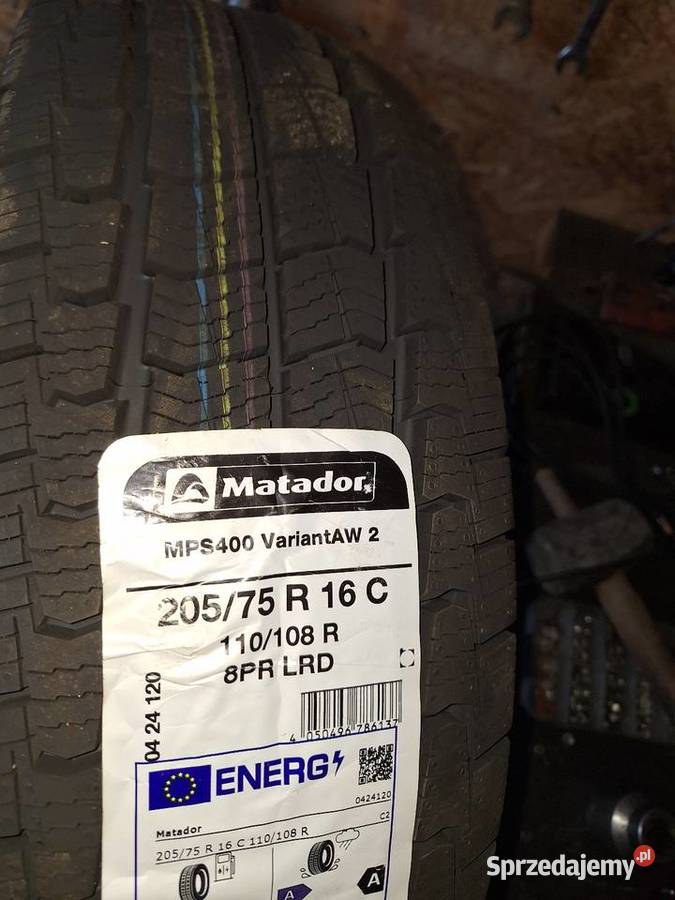 Matador
MPS400 VariantAW 2
205/75 R 16 C
110/108 R
8PR LRD
04 24 120
4 050496 786137
ENERG
0424120
Matador
C2
205/75 R 16 C 110/108 R
A
A
Sprzedajemy.pl